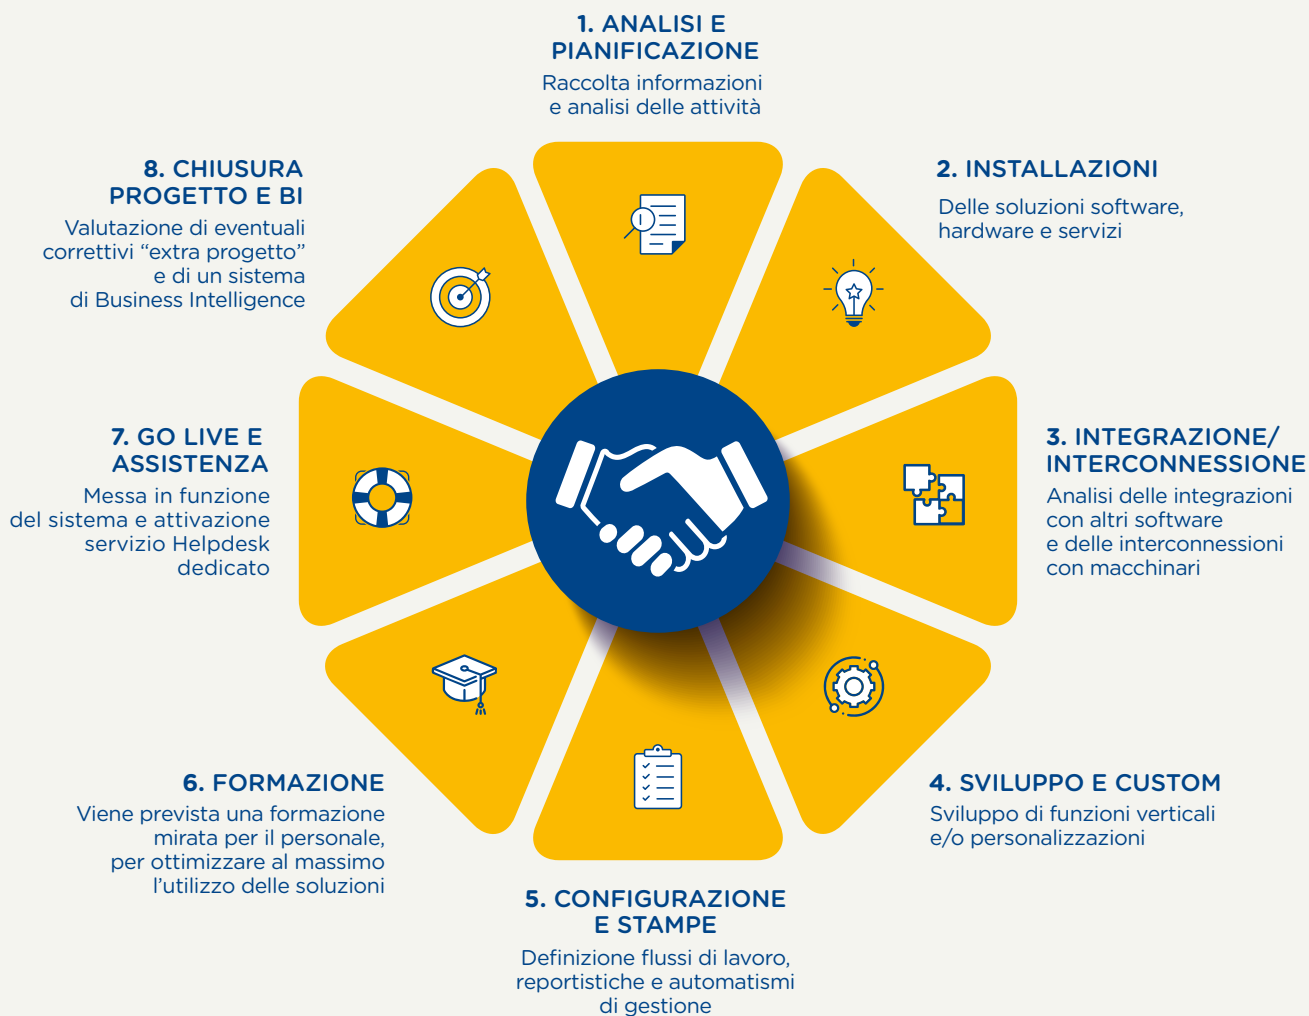 1. ANALISI E
PIANIFICAZIONE
Raccolta informazioni
e analisi delle attività
2. INSTALLAZIONI
Delle soluzioni software,
hardware e servizi
3. INTEGRAZIONE/
INTERCONNESSIONE
Analisi delle integrazioni
con altri software
e delle interconnessioni
con macchinari
4. SVILUPPO E CUSTOM
Sviluppo di funzioni verticali
e/o personalizzazioni
5. CONFIGURAZIONE
E STAMPE
Definizione flussi di lavoro,
reportistiche e automatismi
di gestione
6. FORMAZIONE
Viene prevista una formazione
mirata per il personale,
per ottimizzare al massimo
l’utilizzo delle soluzioni
7. GO LIVE E
ASSISTENZA
Messa in funzione
del sistema e attivazione
servizio Helpdesk
dedicato
8. CHIUSURA
PROGETTO E BI
Valutazione di eventuali
correttivi “extra progetto”
e di un sistema
di Business Intelligence